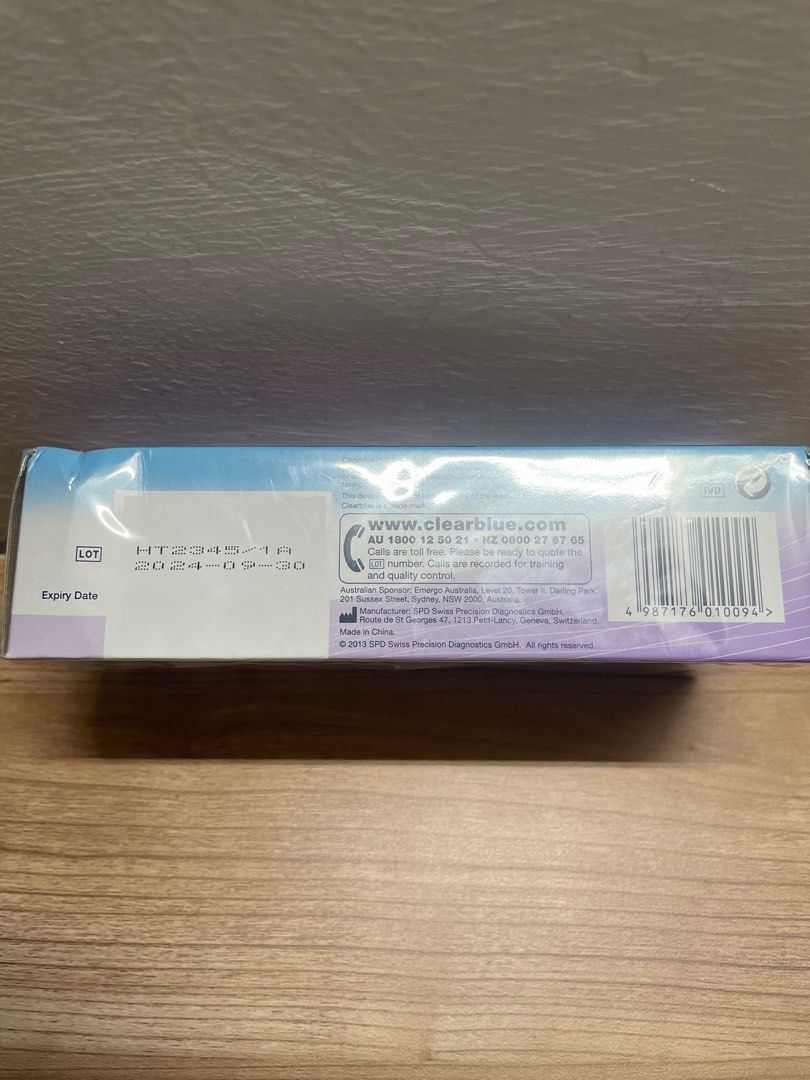 LOT
HT2345/1A
2024-09-30
Expiry Date
This devic
Clearblue is a trade mark
www.clearblue.com
AU 1800 12 50 21 • NZ 0800 27 67 65
Calls are toll free. Please be ready to quote the
LOT number. Calls are recorded for training
and quality control.
Australian Sponsor: Emergo Australia, Level 20, Tower II, Darling Park,
201 Sussex Street, Sydney, NSW 2000, Australia.
Manufacturer: SPD Swiss Precision Diagnostics GmbH,
Route de St Georges 47, 1213 Petit-Lancy, Geneva, Switzerland.
Made in China.
© 2013 SPD Swiss Precision Diagnostics GmbH. All rights reserved.
IVD
4 987176 010094 >